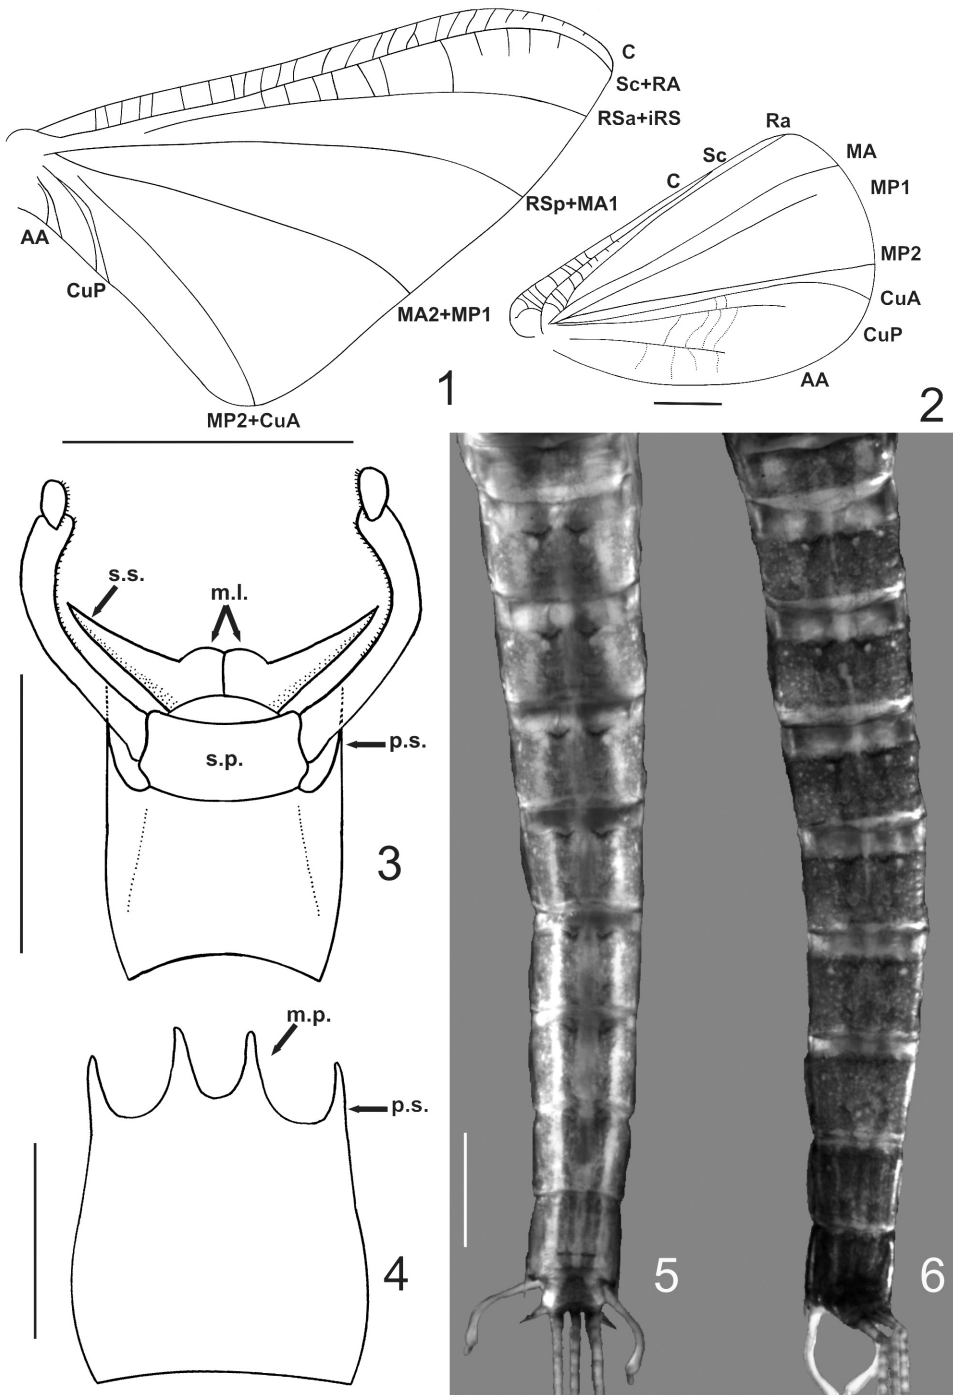 C
Sc+RA
RSa+iRS
RSp+MA1
MA2+MP1
MP2+CuA
CuP
AA
1
Ra
Sc
C
MA
MP1
MP2
CuA
CuP
AA
2
s.s.
m.l.
p.s.
s.p.
3
m.p.
p.s.
4
5
6